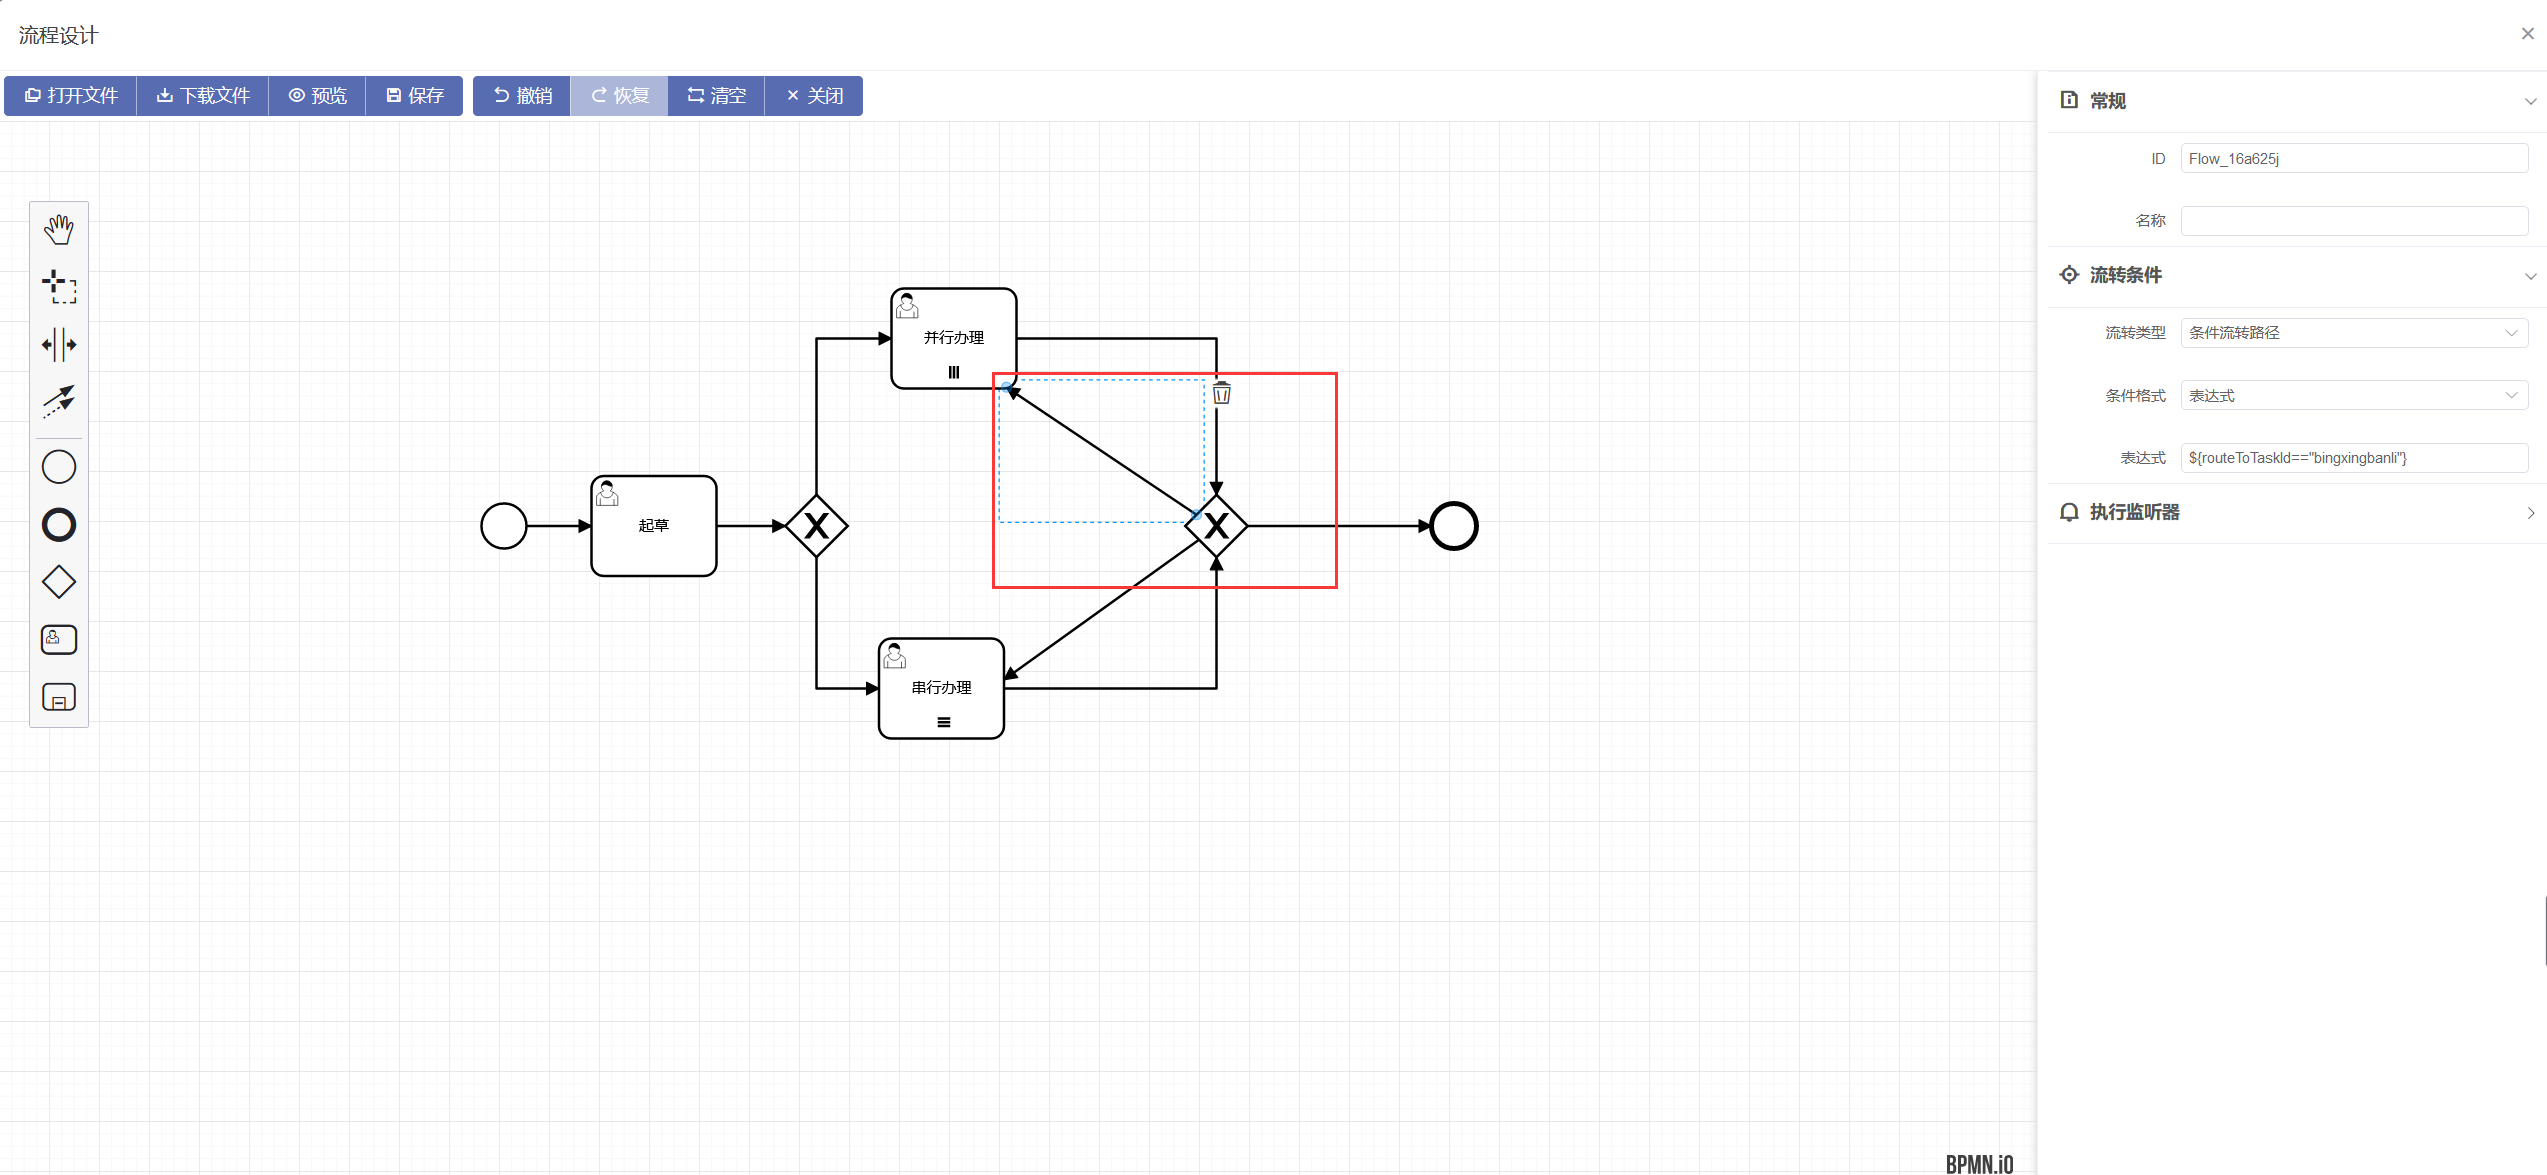 流程设计
打开文件 下载文件 预览 保存 撤销 恢复 清空 关闭
常规
ID Flow_16a625j
名称
流转条件
流转类型 条件流转路径
条件格式 表达式
表达式 ${routeToTaskId=="bingxingbanli"}
执行监听器
并行办理
起草
串行办理
BPMN.iO